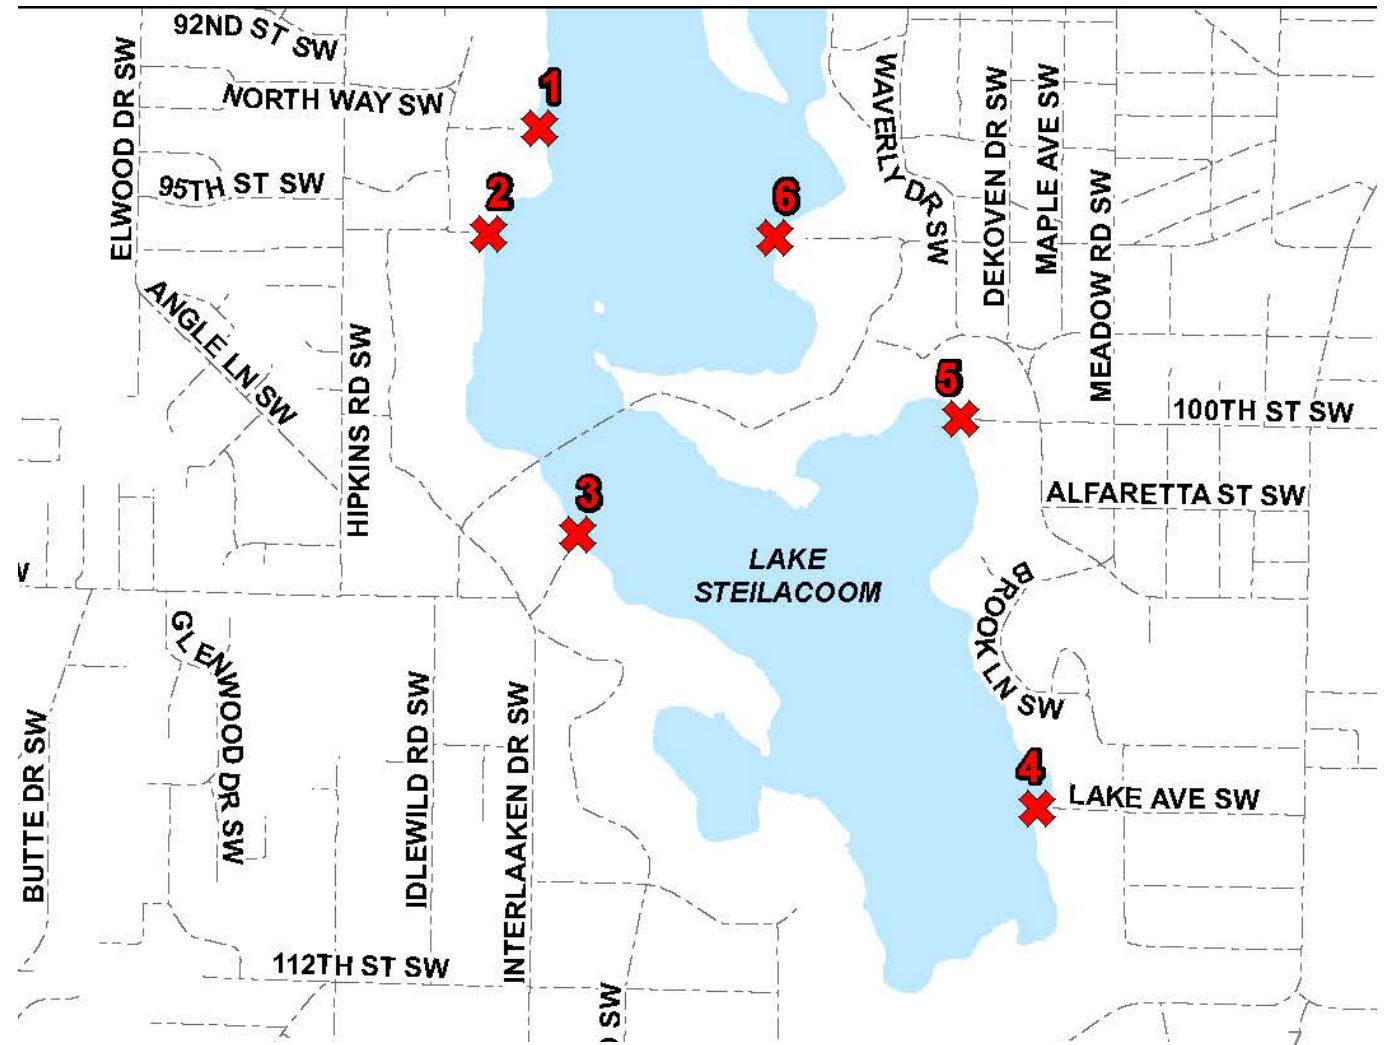 92ND ST SW
NORTH WAY SW
ELWOOD DR SW
95TH ST SW
1
2
6
WAVERLY DR SW
DEKOVEN DR SW
MAPLE AVE SW
MEADOW RD SW
ANGLE LN SW
HIPKINS RD SW
5
100TH ST SW
3
ALFARETTA ST SW
LAKE
STEILACOOM
BROOK LN SW
GLENWOOD DR SW
BUTTE DR SW
IDLEWILD RD SW
INTERLAAKEN DR SW
4
LAKE AVE SW
112TH ST SW
SW